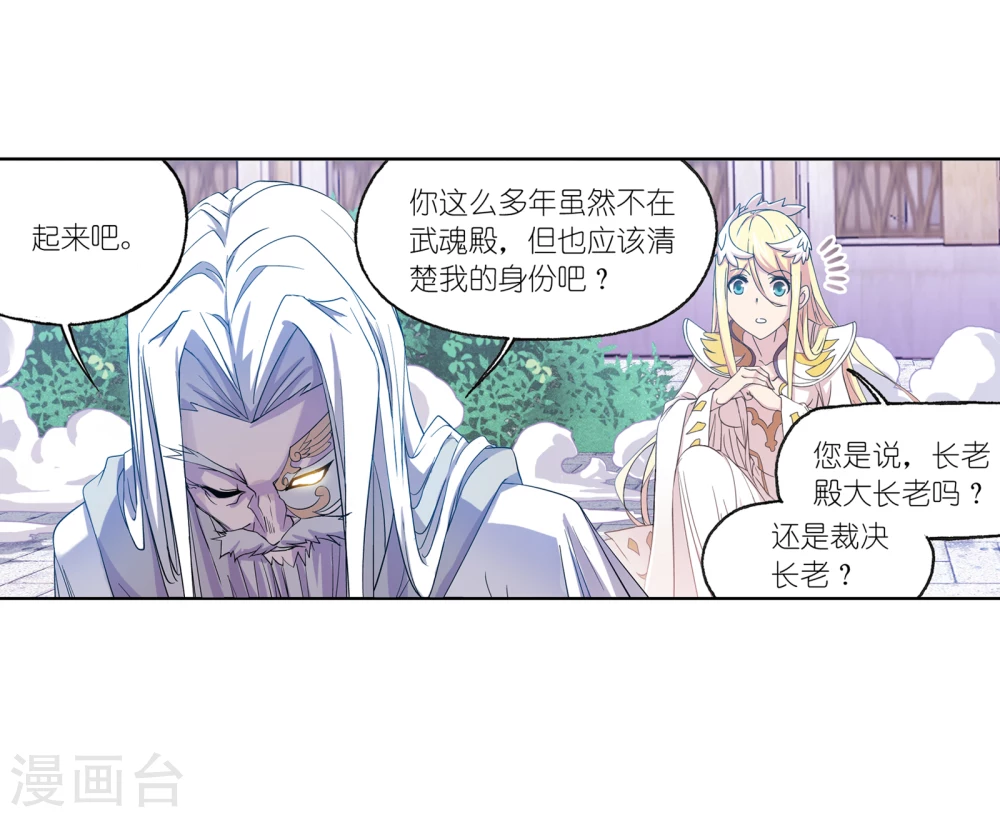 起来吧。
你这么多年虽然不在
武魂殿，但也应该清
楚我的身份吧？
您是说，长老
殿大长老吗？
还是裁决
长老？
漫画台